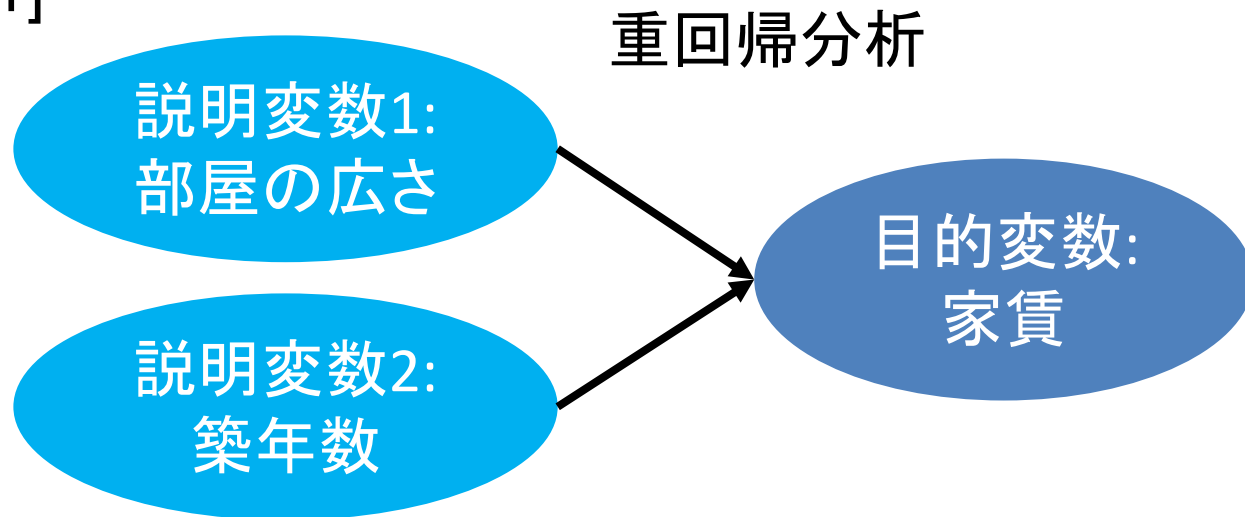 重回帰分析
説明変数1:
部屋の広さ
説明変数2:
築年数
目的変数:
家賃